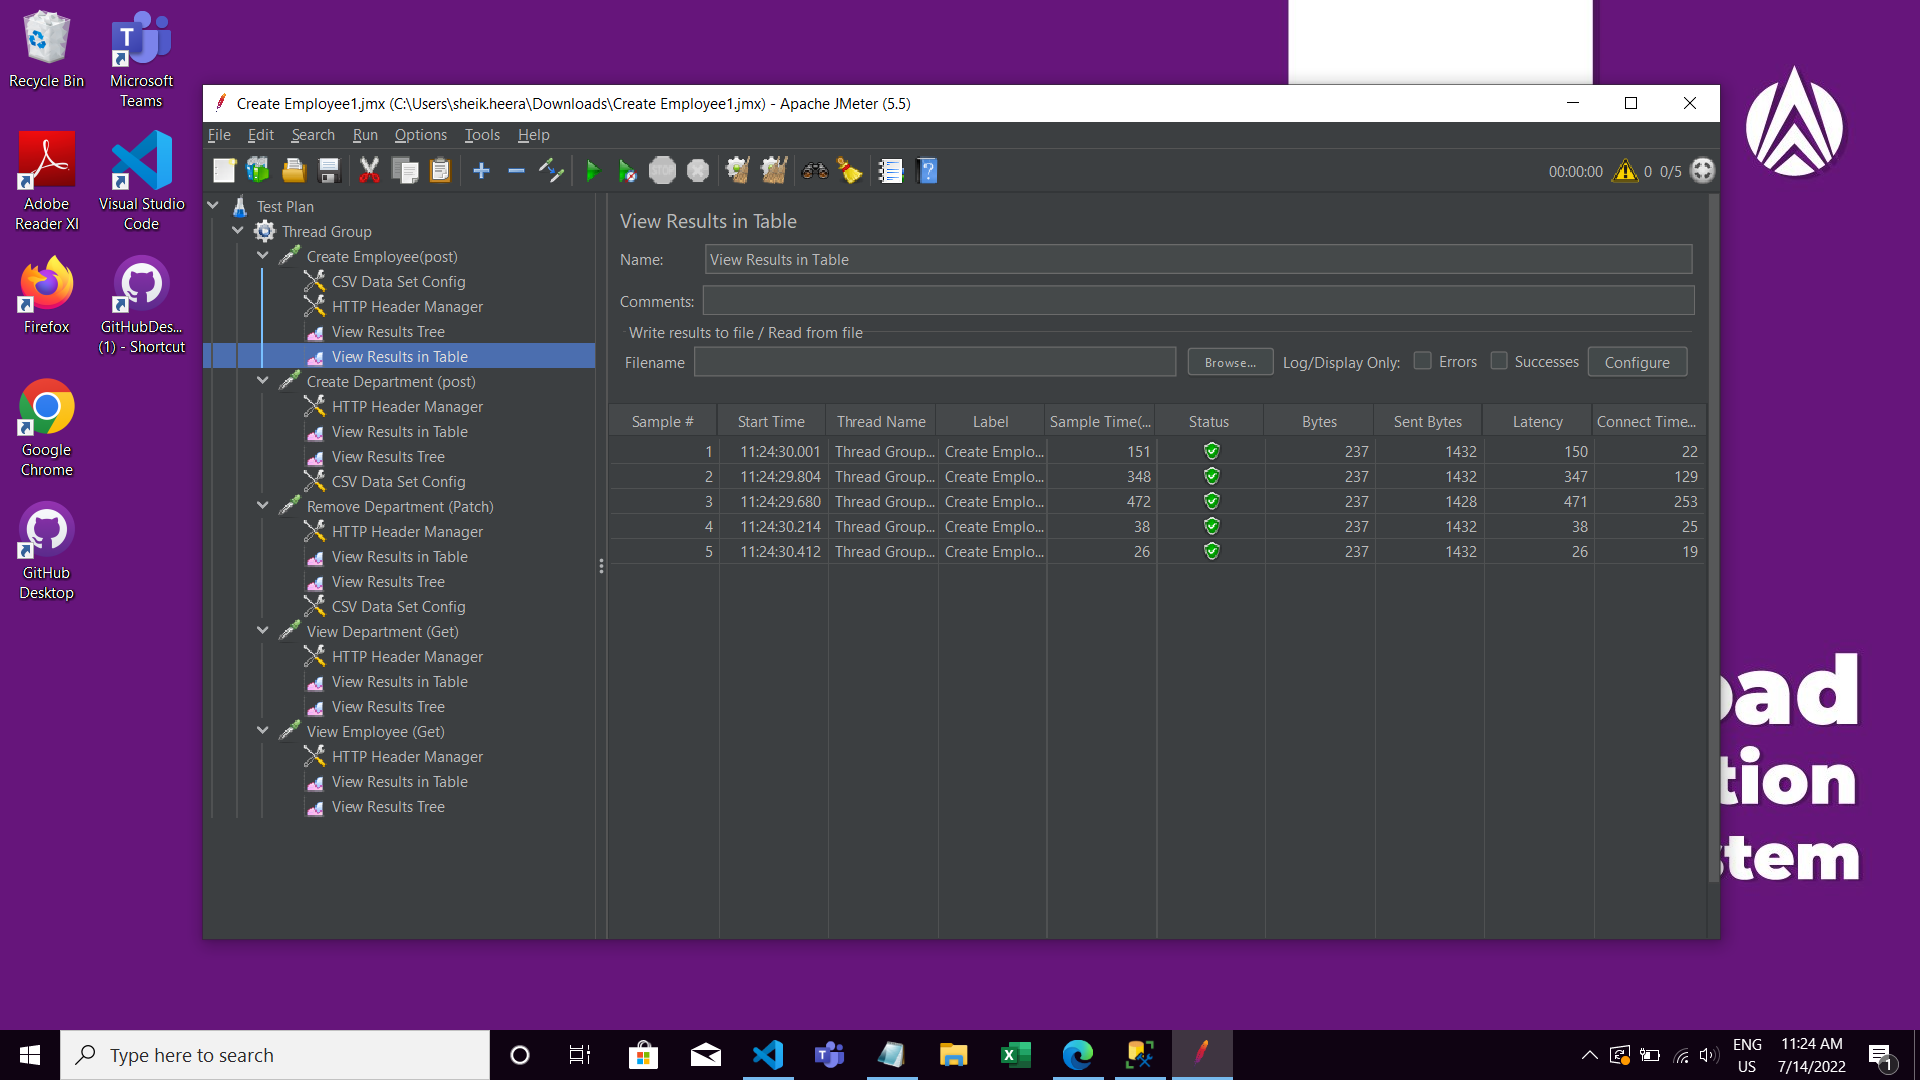 Recycle Bin
Microsoft
Teams
Adobe
Reader XI
Visual Studio
Code
Firefox
GitHubDes...
(1) - Shortcut
Google
Chrome
GitHub
Desktop
Create Employee1.jmx (C:\Users\sheik.heera\Downloads\Create Employee1.jmx) - Apache JMeter (5.5)
File Edit Search Run Options Tools Help
STOP
00:00:00 0 0/5
Test Plan
Thread Group
Create Employee(post)
CSV Data Set Config
HTTP Header Manager
View Results Tree
View Results in Table
Create Department (post)
HTTP Header Manager
View Results in Table
View Results Tree
CSV Data Set Config
Remove Department (Patch)
HTTP Header Manager
View Results in Table
View Results Tree
CSV Data Set Config
View Department (Get)
HTTP Header Manager
View Results in Table
View Results Tree
View Employee (Get)
HTTP Header Manager
View Results in Table
View Results Tree
View Results in Table
Name: View Results in Table
Comments:
Write results to file / Read from file
Filename Browse... Log/Display Only: Errors Successes Configure
Sample # Start Time Thread Name Label Sample Time(... Status Bytes Sent Bytes Latency Connect Time...
1 11:24:30.001 Thread Group... Create Emplo... 151 237 1432 150 22
2 11:24:29.804 Thread Group... Create Emplo... 348 237 1432 347 129
3 11:24:29.680 Thread Group... Create Emplo... 472 237 1428 471 253
4 11:24:30.214 Thread Group... Create Emplo... 38 237 1432 38 25
5 11:24:30.412 Thread Group... Create Emplo... 26 237 1432 26 19
oad
tion
stem
Type here to search
ENG
US
11:24 AM
7/14/2022
1